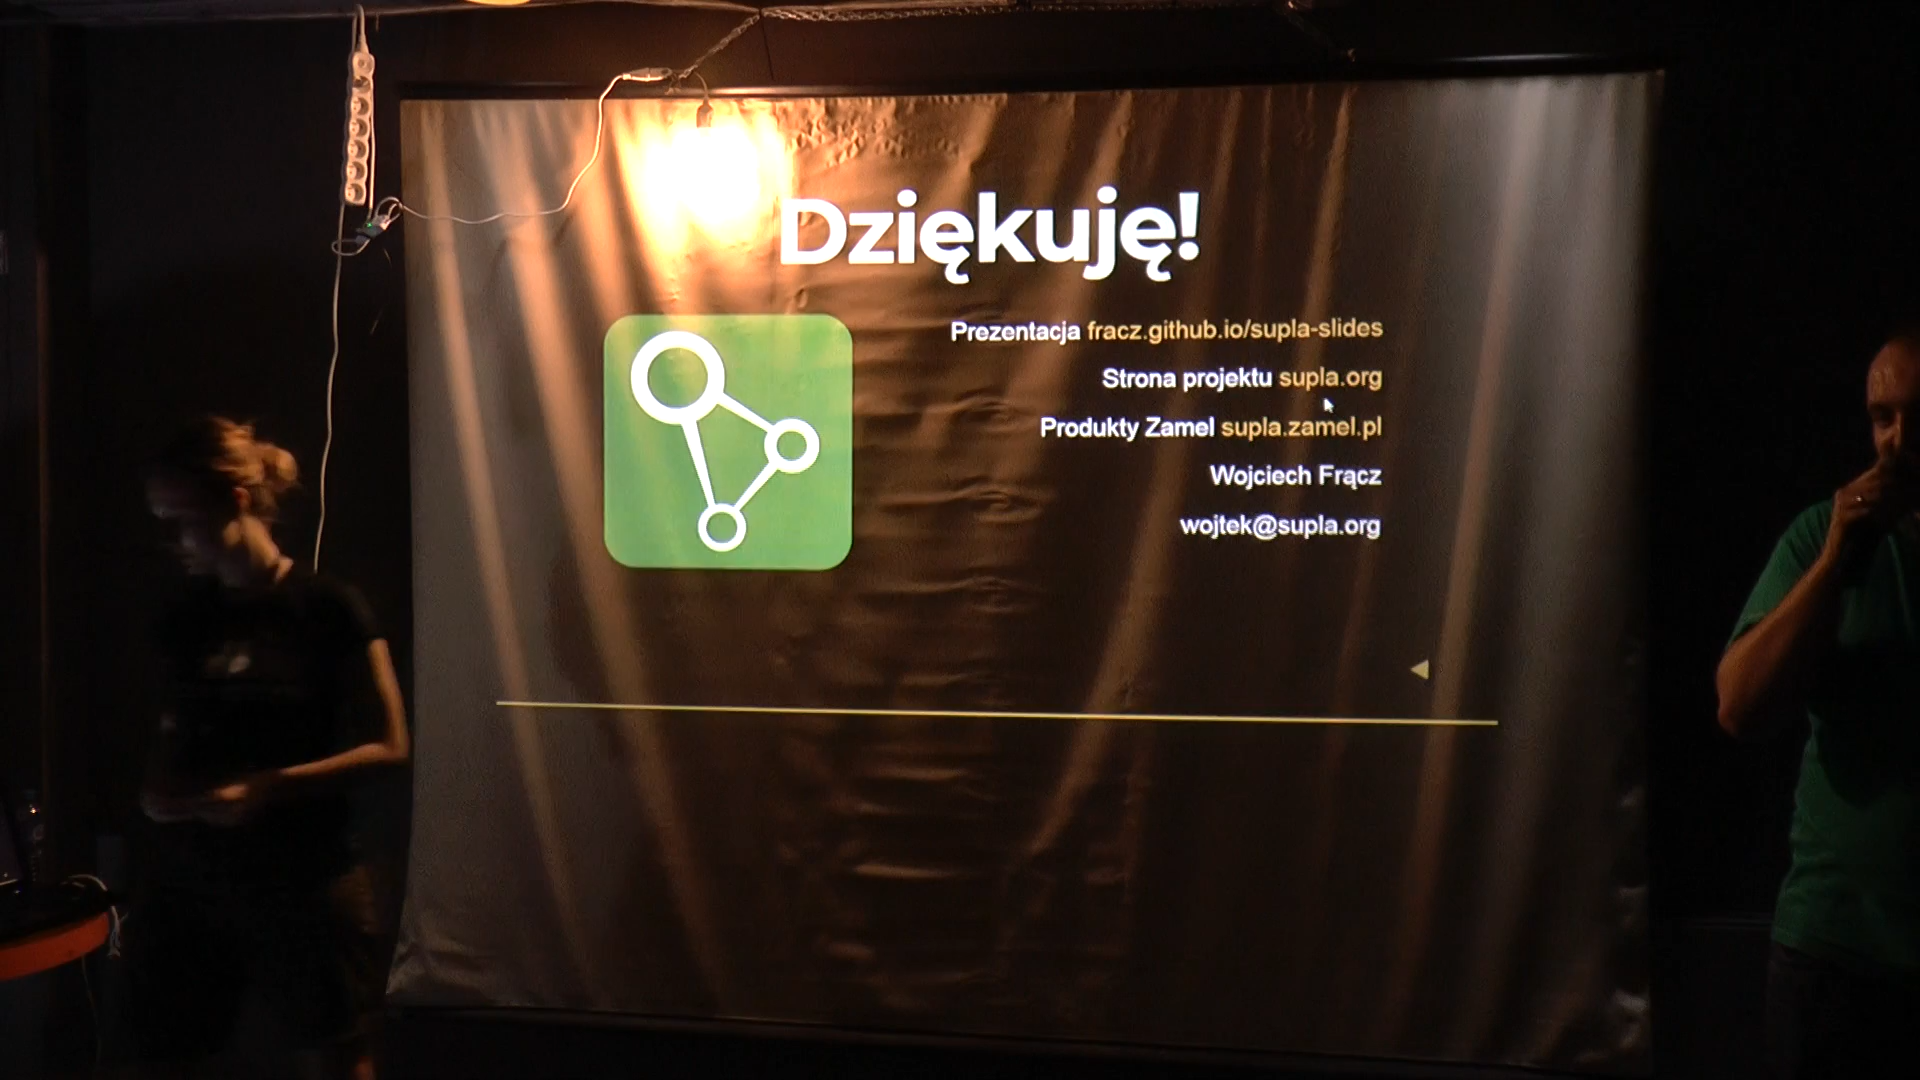 Dziękuję!
Prezentacja fracz.github.io/supla-slides
Strona projektu supla.org
Produkty Zamel supla.zamel.pl
Wojciech Frącz
wojtek@supla.org